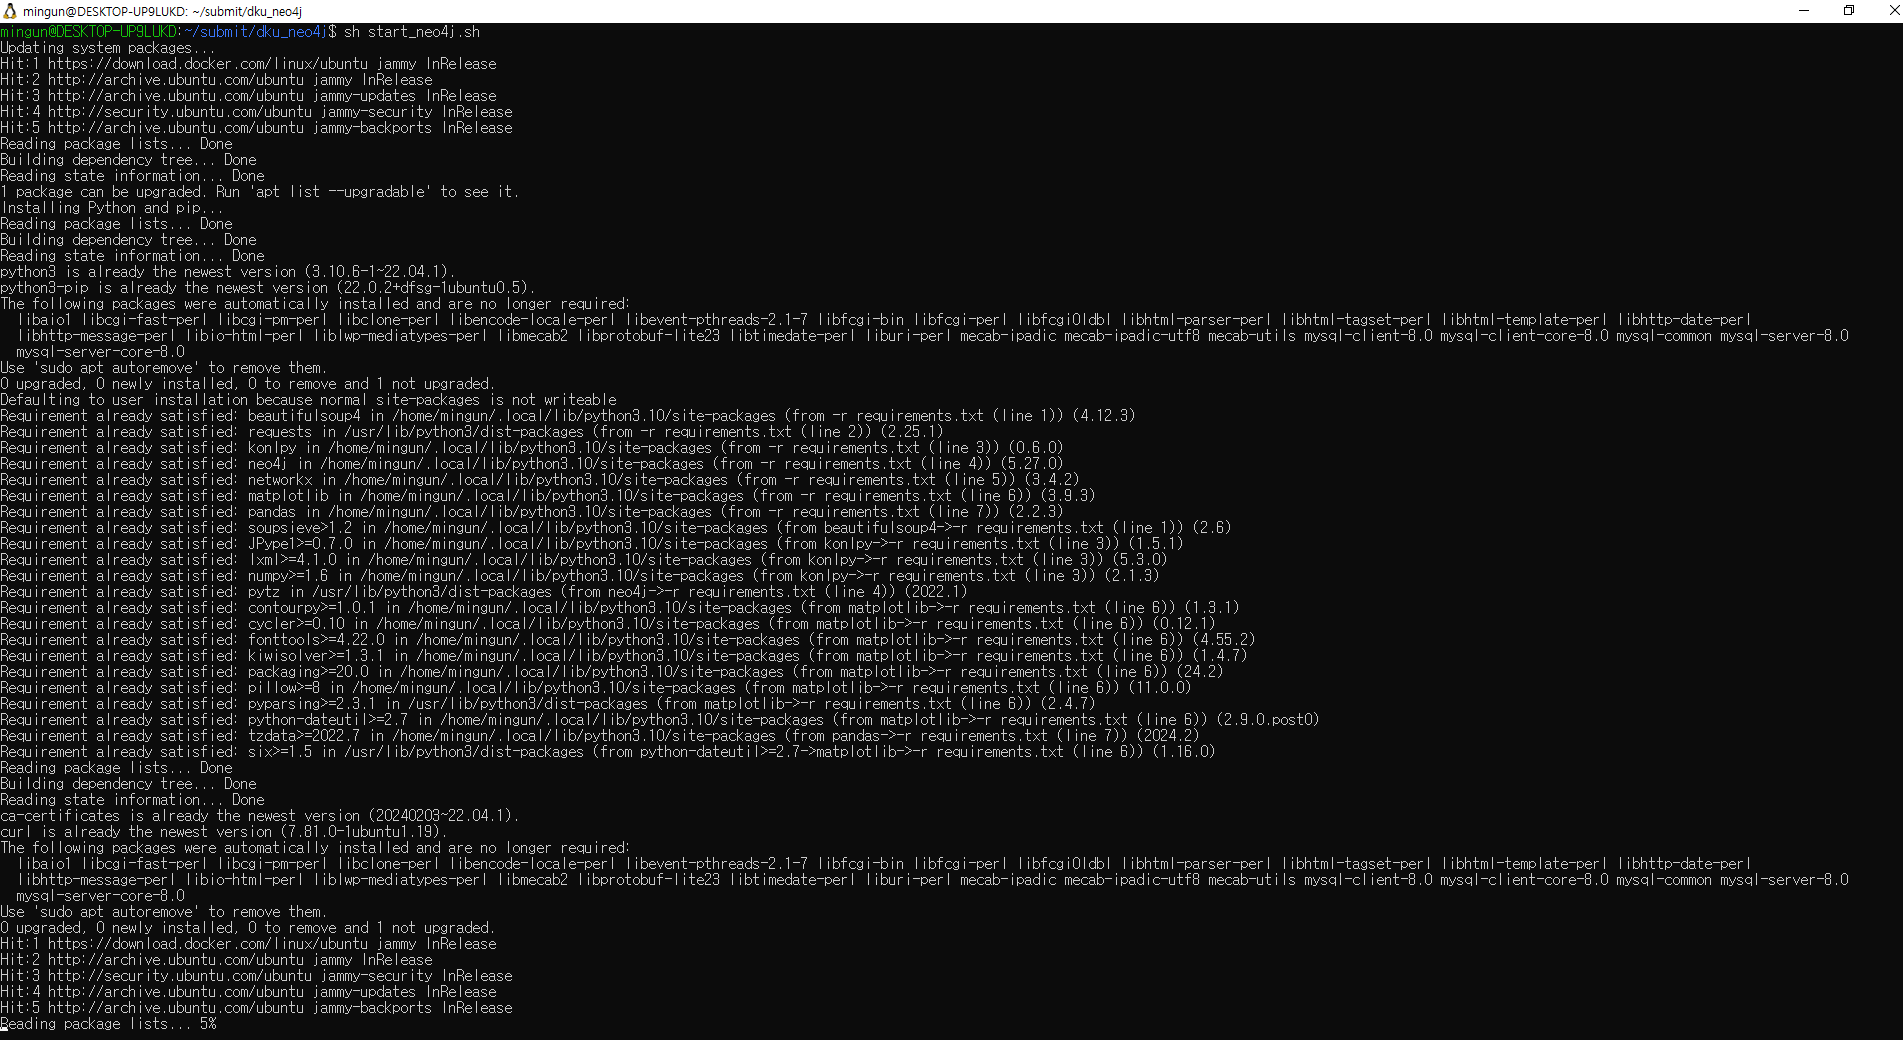 mingun@DESKTOP-UP9LUKD: ~/submit/dku_neo4j
mingun@DESKTOP-UP9LUKD:~/submit/dku_neo4j$ sh start_neo4j.sh
Updating system packages...
Hit:1 https://download.docker.com/linux/ubuntu jammy InRelease
Hit:2 http://archive.ubuntu.com/ubuntu jammy InRelease
Hit:3 http://archive.ubuntu.com/ubuntu jammy-updates InRelease
Hit:4 http://security.ubuntu.com/ubuntu jammy-security InRelease
Hit:5 http://archive.ubuntu.com/ubuntu jammy-backports InRelease
Reading package lists... Done
Building dependency tree... Done
Reading state information... Done
1 package can be upgraded. Run 'apt list --upgradable' to see it.
Installing Python and pip...
Reading package lists... Done
Building dependency tree... Done
Reading state information... Done
python3 is already the newest version (3.10.6-1~22.04.1).
python3-pip is already the newest version (22.0.2+dfsg-1ubuntu0.5).
The following packages were automatically installed and are no longer required:
  libaio1 libcgi-fast-perl libcgi-pm-perl libclone-perl libencode-locale-perl libevent-pthreads-2.1-7 libfcgi-bin libfcgi-perl libfcgi0ldbl libhtml-parser-perl libhtml-tagset-perl libhtml-template-perl libhttp-date-perl
  libhttp-message-perl libio-html-perl liblwp-mediatypes-perl libmecab2 libprotobuf-lite23 libtimedate-perl liburi-perl mecab-ipadic mecab-ipadic-utf8 mecab-utils mysql-client-8.0 mysql-client-core-8.0 mysql-common mysql-server-8.0
  mysql-server-core-8.0
Use 'sudo apt autoremove' to remove them.
0 upgraded, 0 newly installed, 0 to remove and 1 not upgraded.
Defaulting to user installation because normal site-packages is not writeable
Requirement already satisfied: beautifulsoup4 in /home/mingun/.local/lib/python3.10/site-packages (from -r requirements.txt (line 1)) (4.12.3)
Requirement already satisfied: requests in /usr/lib/python3/dist-packages (from -r requirements.txt (line 2)) (2.25.1)
Requirement already satisfied: konlpy in /home/mingun/.local/lib/python3.10/site-packages (from -r requirements.txt (line 3)) (0.6.0)
Requirement already satisfied: neo4j in /home/mingun/.local/lib/python3.10/site-packages (from -r requirements.txt (line 4)) (5.27.0)
Requirement already satisfied: networkx in /home/mingun/.local/lib/python3.10/site-packages (from -r requirements.txt (line 5)) (3.4.2)
Requirement already satisfied: matplotlib in /home/mingun/.local/lib/python3.10/site-packages (from -r requirements.txt (line 6)) (3.9.3)
Requirement already satisfied: pandas in /home/mingun/.local/lib/python3.10/site-packages (from -r requirements.txt (line 7)) (2.2.3)
Requirement already satisfied: soupsieve>1.2 in /home/mingun/.local/lib/python3.10/site-packages (from beautifulsoup4->-r requirements.txt (line 1)) (2.6)
Requirement already satisfied: JPype1>=0.7.0 in /home/mingun/.local/lib/python3.10/site-packages (from konlpy->-r requirements.txt (line 3)) (1.5.1)
Requirement already satisfied: lxml>=4.1.0 in /home/mingun/.local/lib/python3.10/site-packages (from konlpy->-r requirements.txt (line 3)) (5.3.0)
Requirement already satisfied: numpy>=1.6 in /home/mingun/.local/lib/python3.10/site-packages (from konlpy->-r requirements.txt (line 3)) (2.1.3)
Requirement already satisfied: pytz in /usr/lib/python3/dist-packages (from neo4j->-r requirements.txt (line 4)) (2022.1)
Requirement already satisfied: contourpy>=1.0.1 in /home/mingun/.local/lib/python3.10/site-packages (from matplotlib->-r requirements.txt (line 6)) (1.3.1)
Requirement already satisfied: cycler>=0.10 in /home/mingun/.local/lib/python3.10/site-packages (from matplotlib->-r requirements.txt (line 6)) (0.12.1)
Requirement already satisfied: fonttools>=4.22.0 in /home/mingun/.local/lib/python3.10/site-packages (from matplotlib->-r requirements.txt (line 6)) (4.55.2)
Requirement already satisfied: kiwisolver>=1.3.1 in /home/mingun/.local/lib/python3.10/site-packages (from matplotlib->-r requirements.txt (line 6)) (1.4.7)
Requirement already satisfied: packaging>=20.0 in /home/mingun/.local/lib/python3.10/site-packages (from matplotlib->-r requirements.txt (line 6)) (24.2)
Requirement already satisfied: pillow>=8 in /home/mingun/.local/lib/python3.10/site-packages (from matplotlib->-r requirements.txt (line 6)) (11.0.0)
Requirement already satisfied: pyparsing>=2.3.1 in /usr/lib/python3/dist-packages (from matplotlib->-r requirements.txt (line 6)) (2.4.7)
Requirement already satisfied: python-dateutil>=2.7 in /home/mingun/.local/lib/python3.10/site-packages (from matplotlib->-r requirements.txt (line 6)) (2.9.0.post0)
Requirement already satisfied: tzdata>=2022.7 in /home/mingun/.local/lib/python3.10/site-packages (from pandas->-r requirements.txt (line 7)) (2024.2)
Requirement already satisfied: six>=1.5 in /usr/lib/python3/dist-packages (from python-dateutil>=2.7->matplotlib->-r requirements.txt (line 6)) (1.16.0)
Reading package lists... Done
Building dependency tree... Done
Reading state information... Done
ca-certificates is already the newest version (20240203~22.04.1).
curl is already the newest version (7.81.0-1ubuntu1.19).
The following packages were automatically installed and are no longer required:
  libaio1 libcgi-fast-perl libcgi-pm-perl libclone-perl libencode-locale-perl libevent-pthreads-2.1-7 libfcgi-bin libfcgi-perl libfcgi0ldbl libhtml-parser-perl libhtml-tagset-perl libhtml-template-perl libhttp-date-perl
  libhttp-message-perl libio-html-perl liblwp-mediatypes-perl libmecab2 libprotobuf-lite23 libtimedate-perl liburi-perl mecab-ipadic mecab-ipadic-utf8 mecab-utils mysql-client-8.0 mysql-client-core-8.0 mysql-common mysql-server-8.0
  mysql-server-core-8.0
Use 'sudo apt autoremove' to remove them.
0 upgraded, 0 newly installed, 0 to remove and 1 not upgraded.
Hit:1 https://download.docker.com/linux/ubuntu jammy InRelease
Hit:2 http://archive.ubuntu.com/ubuntu jammy InRelease
Hit:3 http://security.ubuntu.com/ubuntu jammy-security InRelease
Hit:4 http://archive.ubuntu.com/ubuntu jammy-updates InRelease
Hit:5 http://archive.ubuntu.com/ubuntu jammy-backports InRelease
Reading package lists... 5%